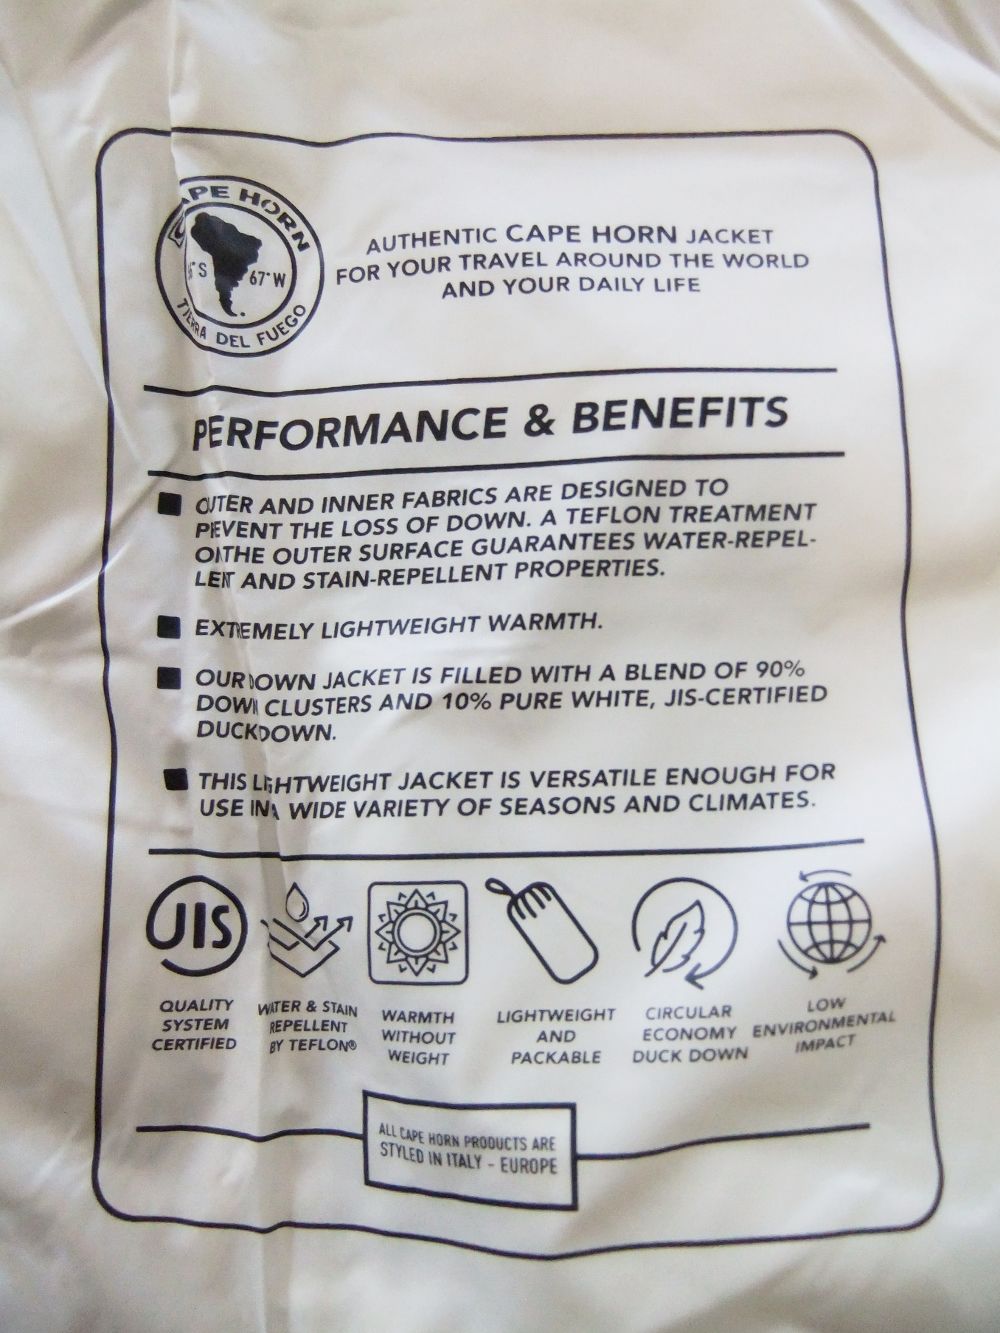 CAPE HORN
°S 67°W
TIERRA DEL FUEGO
AUTHENTIC CAPE HORN JACKET
FOR YOUR TRAVEL AROUND THE WORLD
AND YOUR DAILY LIFE
PERFORMANCE & BENEFITS
■ OUTER AND INNER FABRICS ARE DESIGNED TO
PREVENT THE LOSS OF DOWN. A TEFLON TREATMENT
ON THE OUTER SURFACE GUARANTEES WATER-REPEL-
LENT AND STAIN-REPELLENT PROPERTIES.
■ EXTREMELY LIGHTWEIGHT WARMTH.
■ OUR DOWN JACKET IS FILLED WITH A BLEND OF 90%
DOWN CLUSTERS AND 10% PURE WHITE, JIS-CERTIFIED
DUCK DOWN.
■ THIS LIGHTWEIGHT JACKET IS VERSATILE ENOUGH FOR
USE IN A WIDE VARIETY OF SEASONS AND CLIMATES.
JIS
QUALITY
SYSTEM
CERTIFIED
WATER & STAIN
REPELLENT
BY TEFLON®
WARMTH
WITHOUT
WEIGHT
LIGHTWEIGHT
AND
PACKABLE
CIRCULAR
ECONOMY
DUCK DOWN
LOW
ENVIRONMENTAL
IMPACT
ALL CAPE HORN PRODUCTS ARE
STYLED IN ITALY - EUROPE